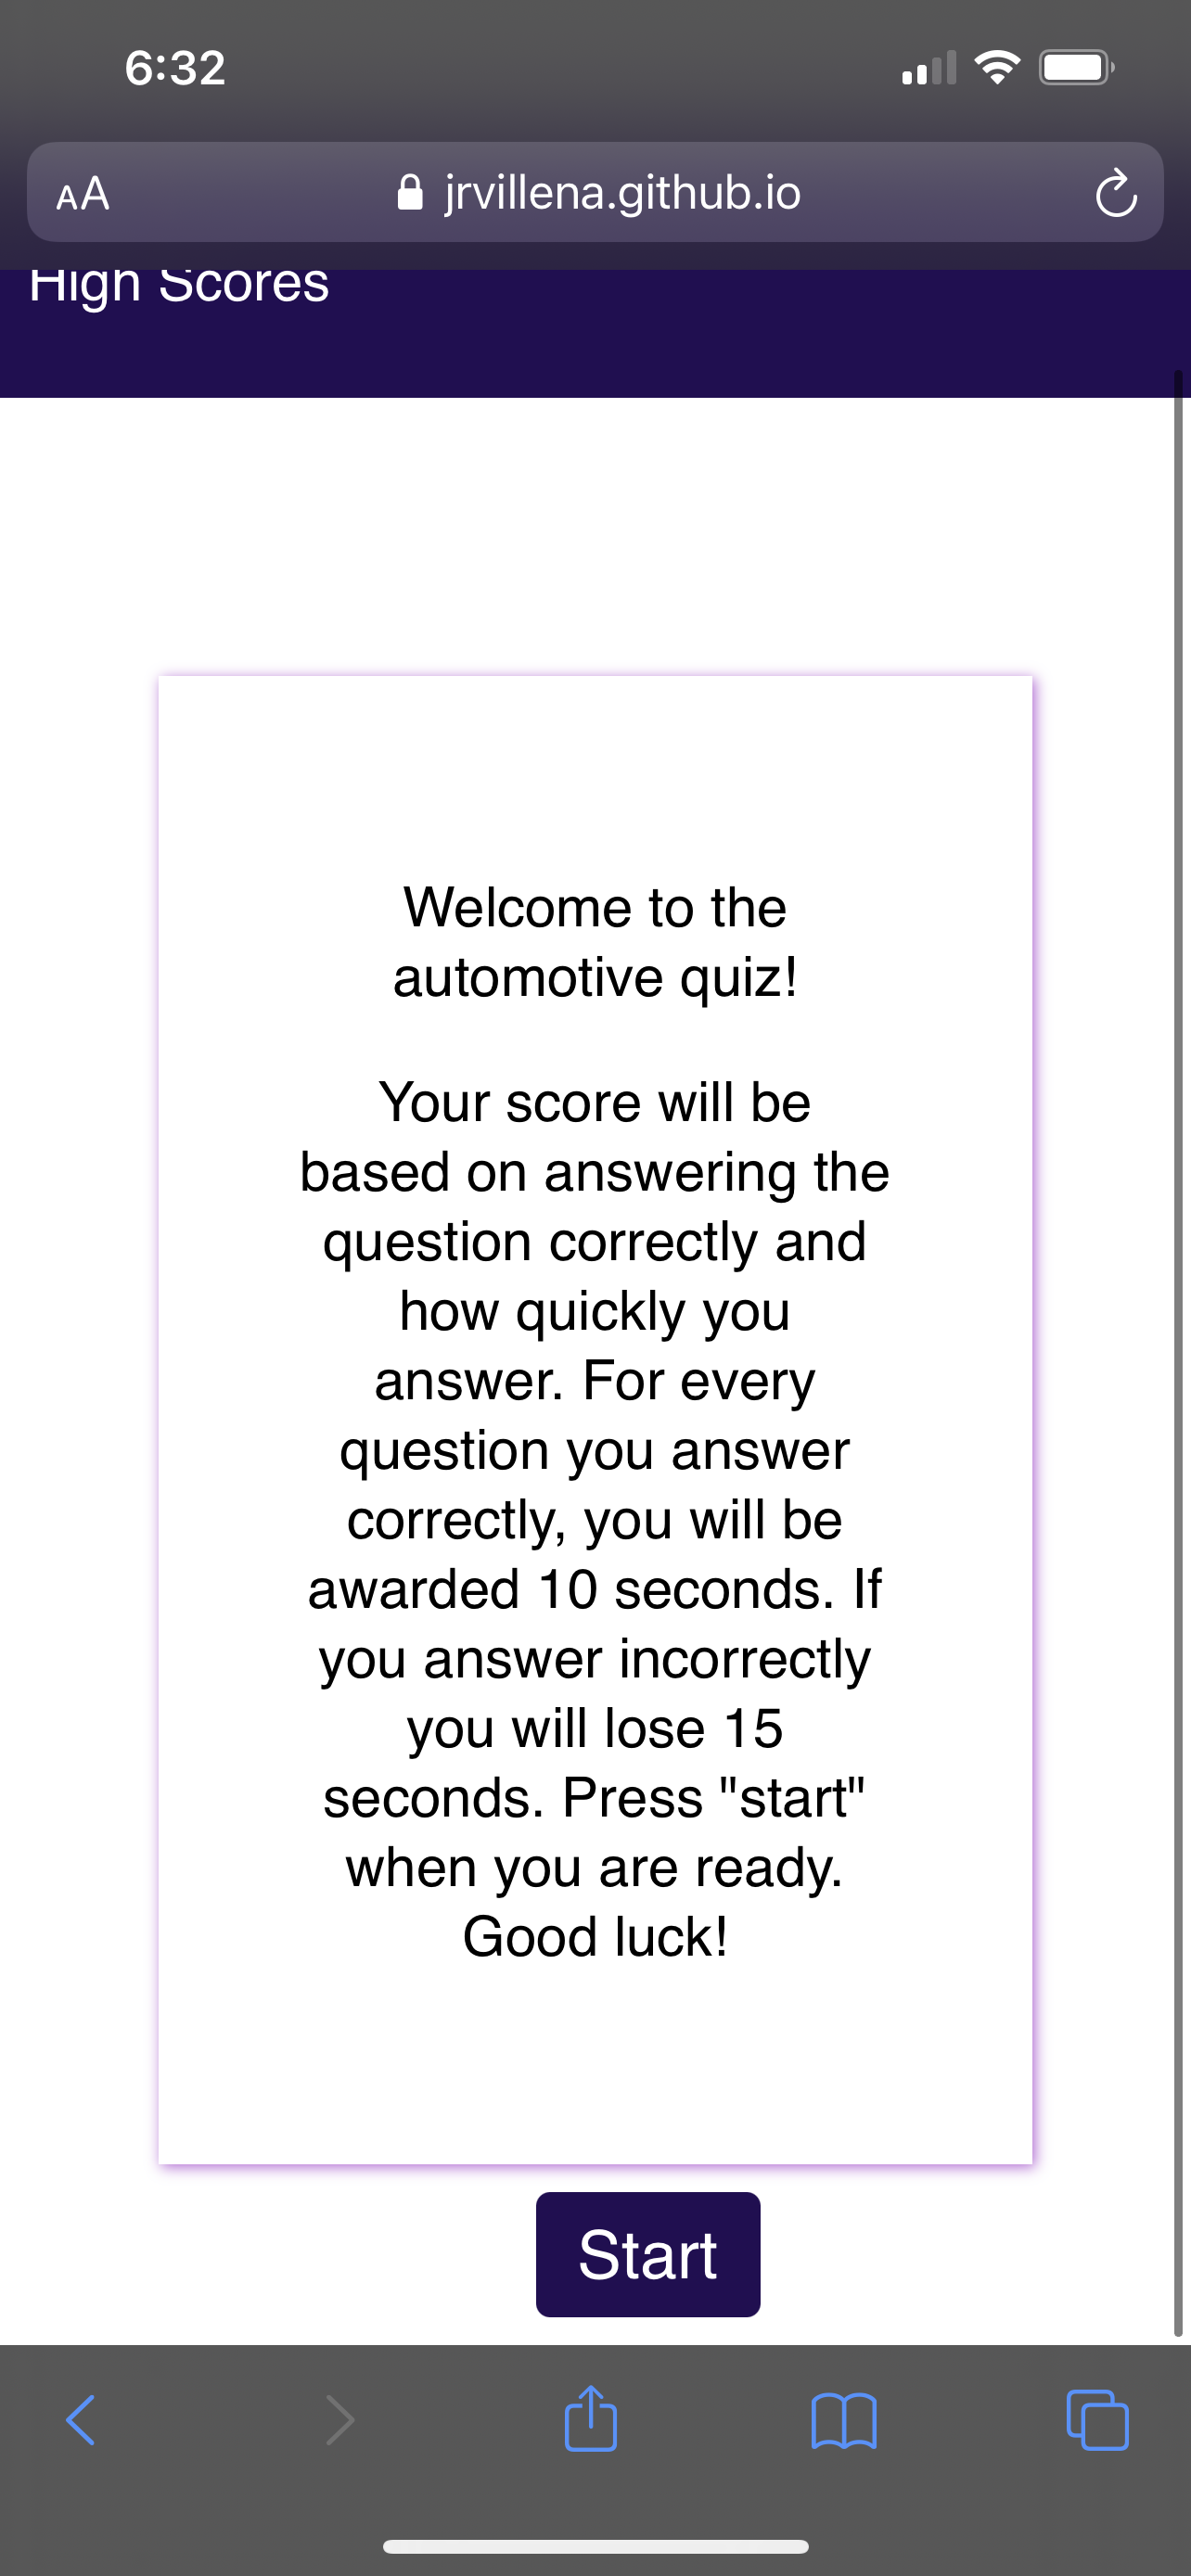 6:32
AA
jrvillena.github.io
High Scores
Welcome to the
automotive quiz!
Your score will be
based on answering the
question correctly and
how quickly you
answer. For every
question you answer
correctly, you will be
awarded 10 seconds. If
you answer incorrectly
you will lose 15
seconds. Press "start"
when you are ready.
Good luck!
Start